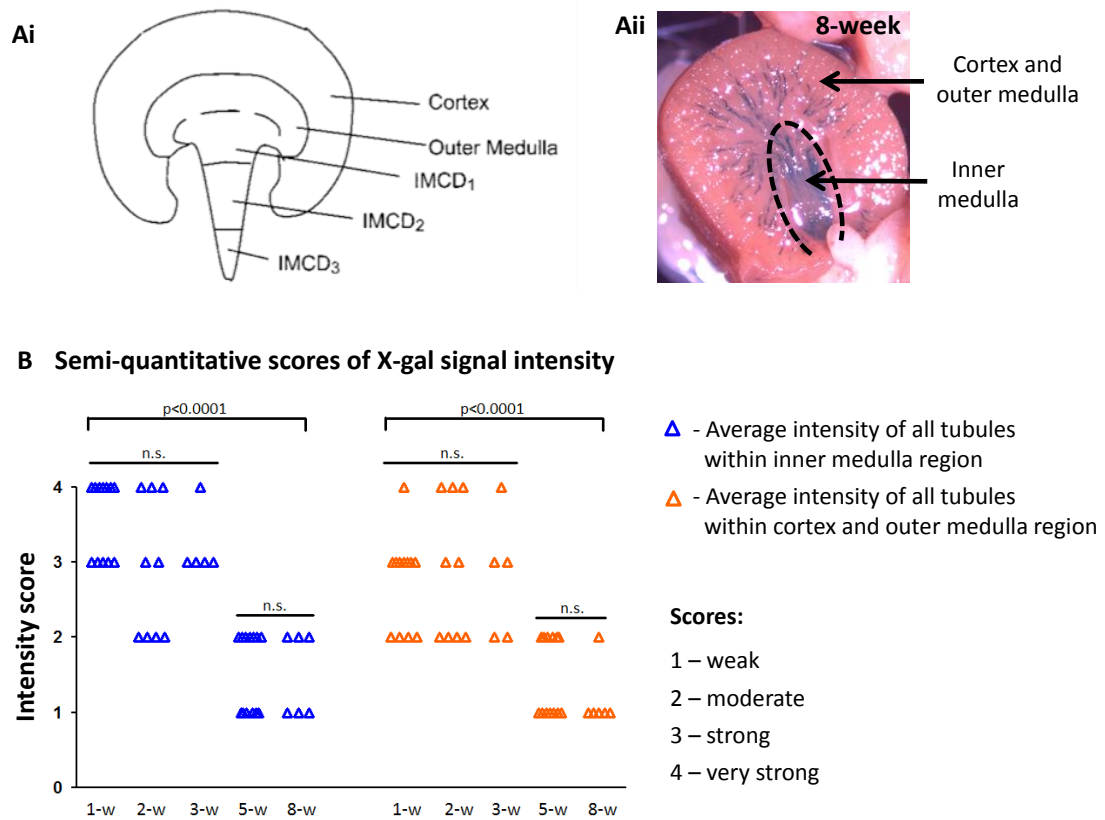 Ai
Cortex
Outer Medulla
IMCD₁
IMCD₂
IMCD₃
Aii
8-week
Cortex and
outer medulla
Inner
medulla
B Semi-quantitative scores of X-gal signal intensity
p<0.0001
p<0.0001
n.s.
n.s.
n.s.
n.s.
Intensity score
4
3
2
1
0
1-w 2-w 3-w 5-w 8-w
1-w 2-w 3-w 5-w 8-w
- Average intensity of all tubules
within inner medulla region
- Average intensity of all tubules
within cortex and outer medulla region
Scores:
1 – weak
2 – moderate
3 – strong
4 – very strong